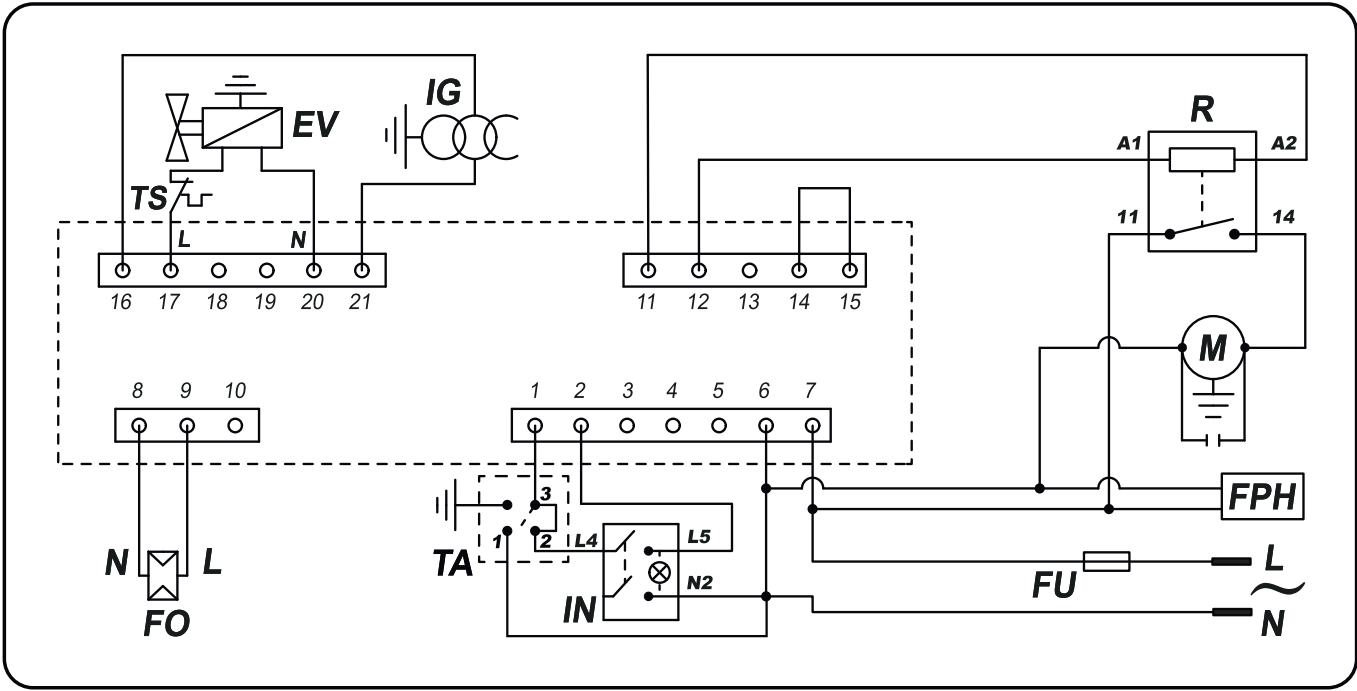 IG
EV
TS
L
N
16 17 18 19 20 21
R
A1 A2
11 14
11 12 13 14 15
M
8 9 10
1 2 3 4 5 6 7
N L
FO
3
1 2
TA
L4 L5
N2
IN
FPH
FU
L
~
N